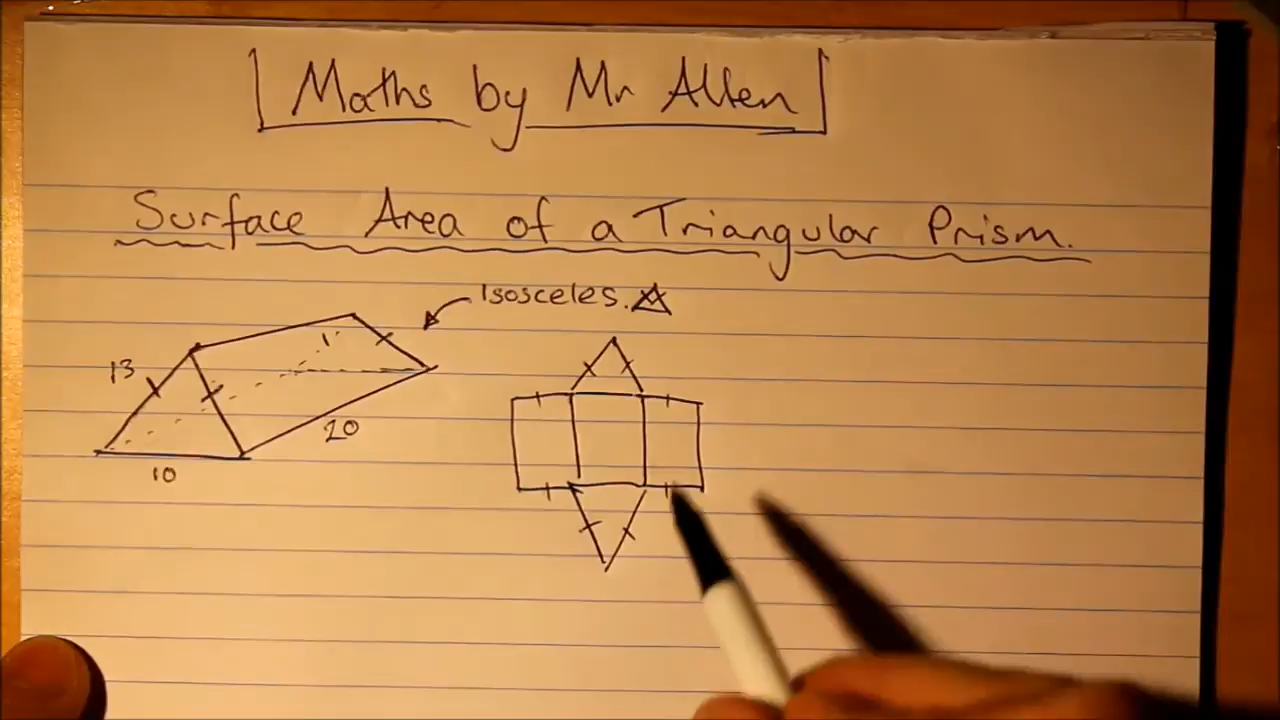 Maths by Mr Allen
Surface Area of a Triangular Prism.
Isosceles.
13
20
10